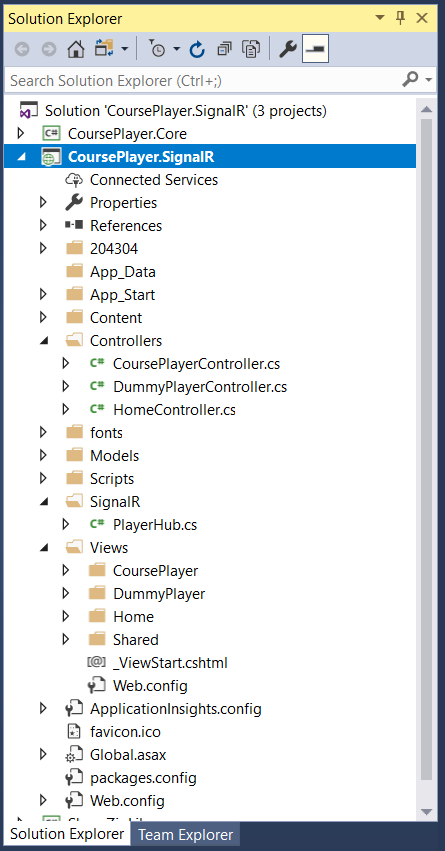 Solution Explorer
Search Solution Explorer (Ctrl+;)
Solution 'CoursePlayer.SignalR' (3 projects)
C# CoursePlayer.Core
CoursePlayer.SignalR
Connected Services
Properties
References
204304
App_Data
App_Start
Content
Controllers
C# CoursePlayerController.cs
C# DummyPlayerController.cs
C# HomeController.cs
fonts
Models
Scripts
SignalR
C# PlayerHub.cs
Views
CoursePlayer
DummyPlayer
Home
Shared
[@] _ViewStart.cshtml
Web.config
ApplicationInsights.config
favicon.ico
Global.asax
packages.config
Web.config
Solution Explorer Team Explorer